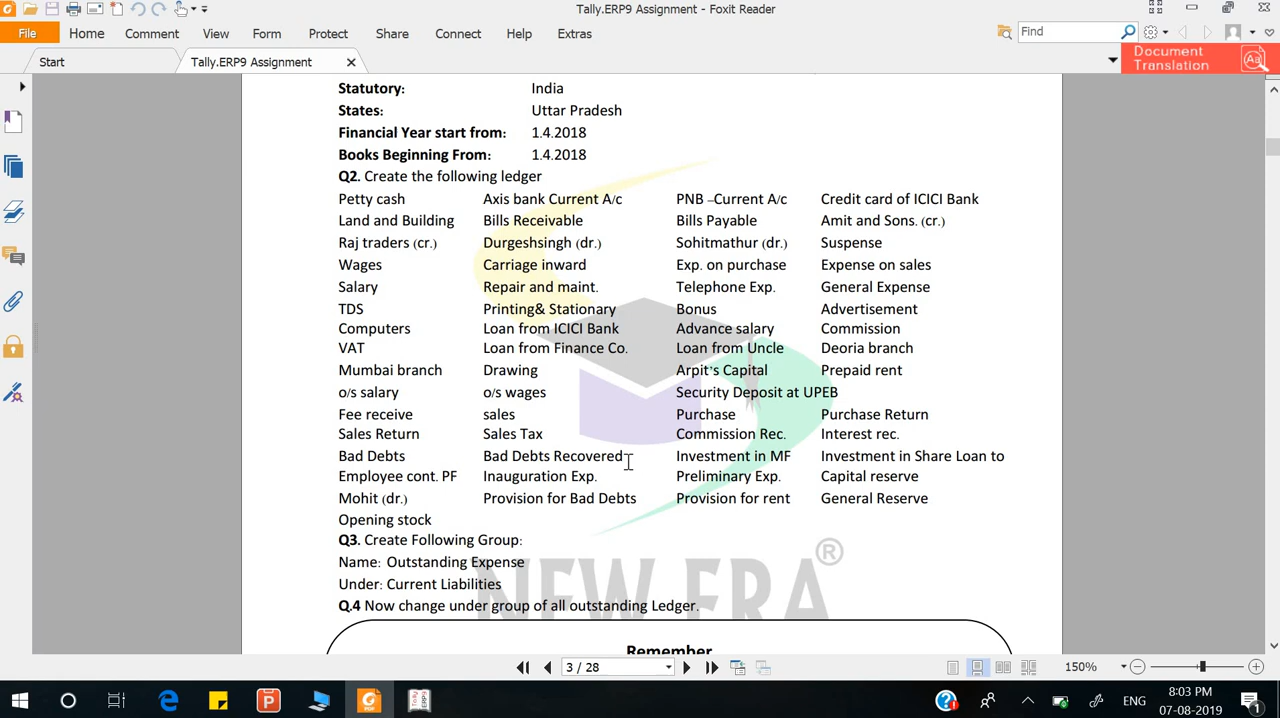 Tally.ERP9 Assignment - Foxit Reader
File Home Comment View Form Protect Share Connect Help Extras Find
Start Tally.ERP9 Assignment Document
Translation
Statutory: India
States: Uttar Pradesh
Financial Year start from: 1.4.2018
Books Beginning From: 1.4.2018
Q2. Create the following ledger
Petty cash Axis bank Current A/c PNB –Current A/c Credit card of ICICI Bank
Land and Building Bills Receivable Bills Payable Amit and Sons. (cr.)
Raj traders (cr.) Durgeshsingh (dr.) Sohitmathur (dr.) Suspense
Wages Carriage inward Exp. on purchase Expense on sales
Salary Repair and maint. Telephone Exp. General Expense
TDS Printing& Stationary Bonus Advertisement
Computers Loan from ICICI Bank Advance salary Commission
VAT Loan from Finance Co. Loan from Uncle Deoria branch
Mumbai branch Drawing Arpit's Capital Prepaid rent
o/s salary o/s wages Security Deposit at UPEB
Fee receive sales Purchase Purchase Return
Sales Return Sales Tax Commission Rec. Interest rec.
Bad Debts Bad Debts Recovered Investment in MF Investment in Share Loan to
Employee cont. PF Inauguration Exp. Preliminary Exp. Capital reserve
Mohit (dr.) Provision for Bad Debts Provision for rent General Reserve
Opening stock
Q3. Create Following Group:
Name: Outstanding Expense
Under: Current Liabilities
NEW ERA ®
Q.4 Now change under group of all outstanding Ledger.
Remember
3 / 28 150%
ENG 8:03 PM
07-08-2019